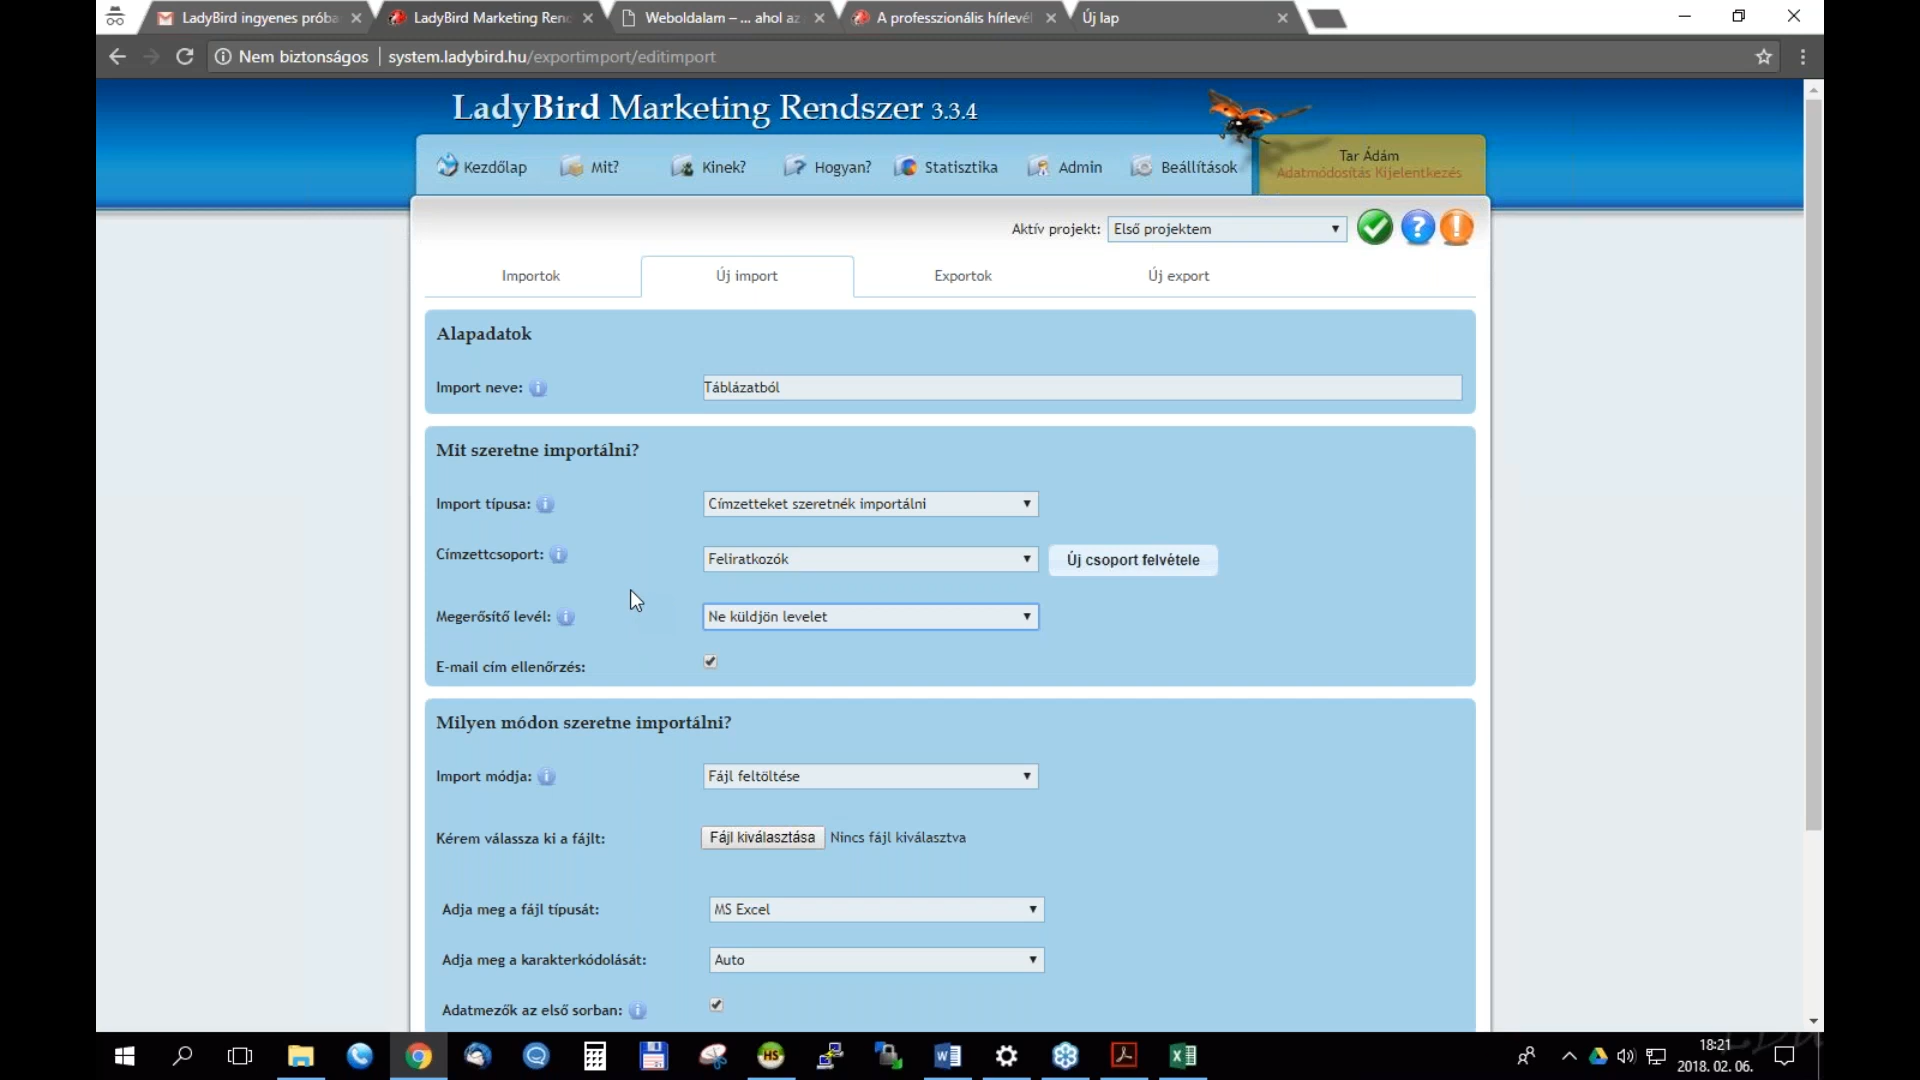 LadyBird ingyenes próba
LadyBird Marketing Rend
Weboldalam – ... ahol az
A professzionális hírlevél
Új lap
Nem biztonságos
system.ladybird.hu/exportimport/editimport
LadyBird Marketing Rendszer 3.3.4
Kezdőlap
Mit?
Kinek?
Hogyan?
Statisztika
Admin
Beállítások
Tar Ádám
Adatmódosítás Kijelentkezés
Aktív projekt:
Első projektem
Importok
Új import
Exportok
Új export
Alapadatok
Import neve:
Táblázatból
Mit szeretne importálni?
Import típusa:
Címzetteket szeretnék importálni
Címzettcsoport:
Feliratkozók
Új csoport felvétele
Megerősítő levél:
Ne küldjön levelet
E-mail cím ellenőrzés:
Milyen módon szeretne importálni?
Import módja:
Fájl feltöltése
Kérem válassza ki a fájlt:
Fájl kiválasztása
Nincs fájl kiválasztva
Adja meg a fájl típusát:
MS Excel
Adja meg a karakterkódolását:
Auto
Adatmezők az első sorban:
HS
18:21
2018. 02. 06.